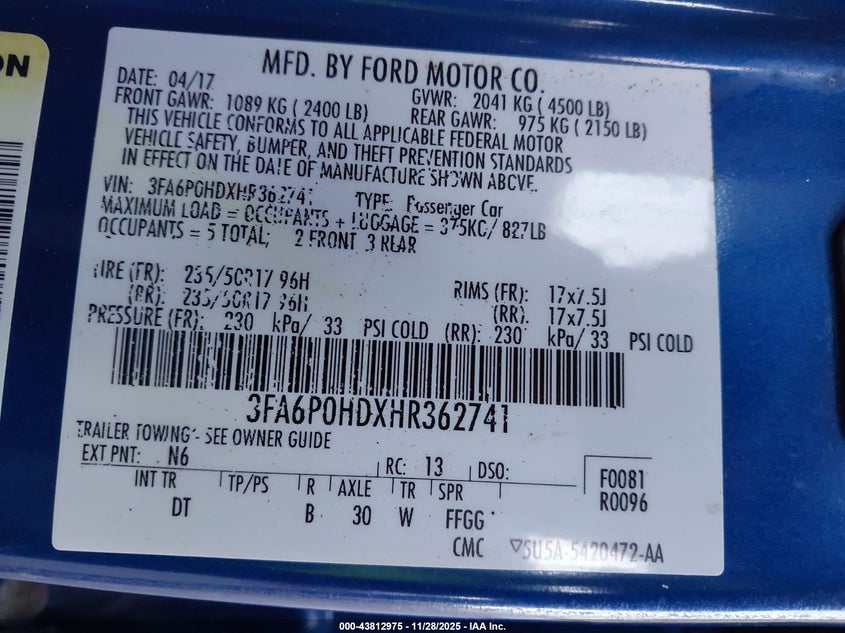 ON
MFD. BY FORD MOTOR CO.
DATE: 04/17
GVWR: 2041 KG ( 4500 LB)
FRONT GAWR: 1089 KG ( 2400 LB)
REAR GAWR: 975 KG ( 2150 LB)
THIS VEHICLE CONFORMS TO ALL APPLICABLE FEDERAL MOTOR
VEHICLE SAFETY, BUMPER, AND THEFT PREVENTION STANDARDS
IN EFFECT ON THE DATE OF MANUFACTURE SHOWN ABOVE.
VIN: 3FA6P0HDXHR362741
TYPE: Passenger Car
MAXIMUM LOAD = OCCUPANTS + LUGGAGE = 375KG/ 827LB
OCCUPANTS = 5 TOTAL; 2 FRONT 3 REAR
TIRE (FR): 235/50R17 96H
RIMS (FR): 17x7.5J
(RR): 235/50R17 96H
(RR): 17x7.5J
PRESSURE (FR): 230 kPa/ 33 PSI COLD (RR): 230 kPa/ 33 PSI COLD
3FA6P0HDXHR362741
TRAILER TOWING - SEE OWNER GUIDE
EXT PNT: N6
RC: 13 DSO:
F0081
R0096
INT TR TP/PS R AXLE TR SPR
DT B 30 W FFGG
CMC
5U5A-5420472-AA
000-43812975 - 11/28/2025 - IAA Inc.